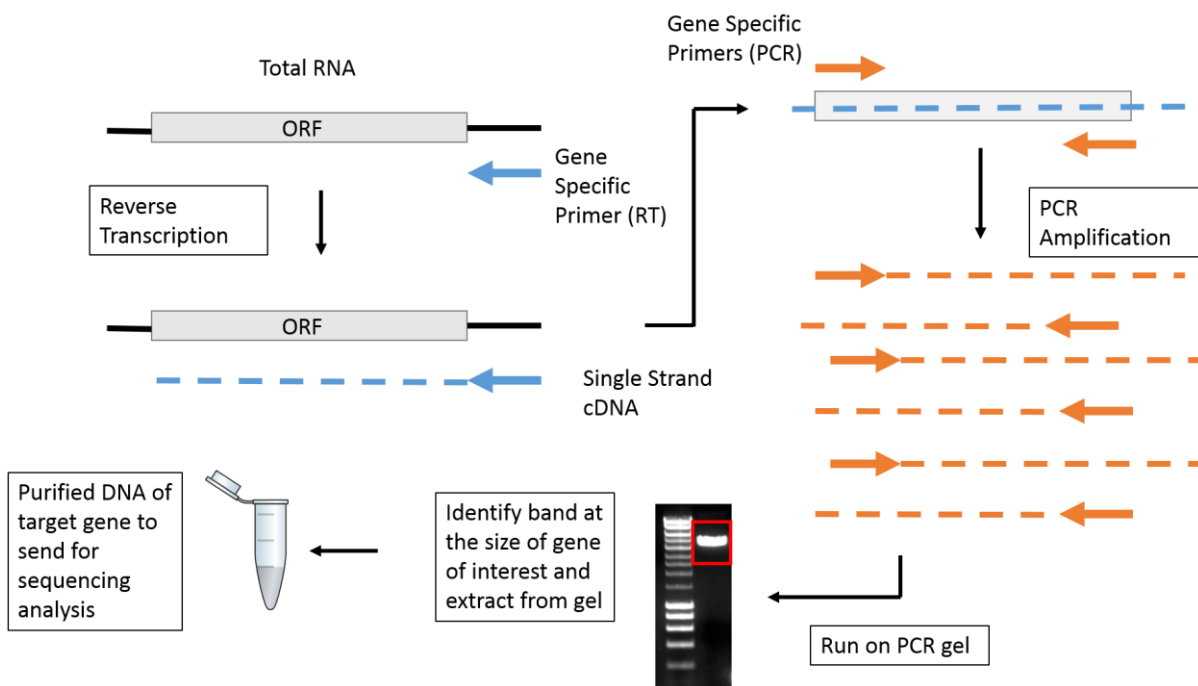 Total RNA
ORF
Gene
Specific
Primer (RT)
Reverse
Transcription
ORF
Single Strand
cDNA
Gene Specific
Primers (PCR)
PCR
Amplification
Run on PCR gel
Identify band at
the size of gene
of interest and
extract from gel
Purified DNA of
target gene to
send for
sequencing
analysis